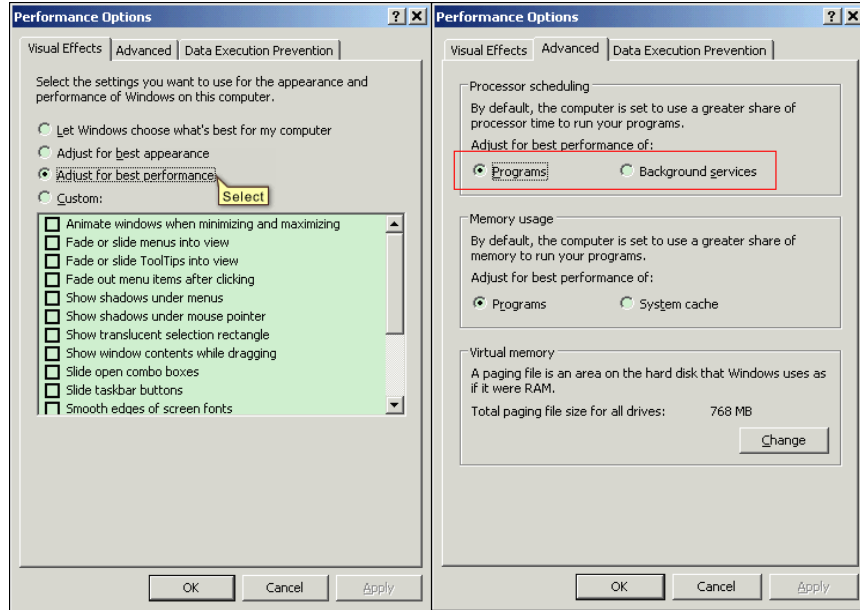 Performance Options
Visual Effects
Advanced
Data Execution Prevention
Select the settings you want to use for the appearance and
performance of Windows on this computer.
Let Windows choose what's best for my computer
Adjust for best appearance
Adjust for best performance
Select
Custom:
Animate windows when minimizing and maximizing
Fade or slide menus into view
Fade or slide ToolTips into view
Fade out menu items after clicking
Show shadows under menus
Show shadows under mouse pointer
Show translucent selection rectangle
Show window contents while dragging
Slide open combo boxes
Slide taskbar buttons
Smooth edges of screen fonts
OK
Cancel
Apply
Performance Options
Visual Effects
Advanced
Data Execution Prevention
Processor scheduling
By default, the computer is set to use a greater share of
processor time to run your programs.
Adjust for best performance of:
Programs
Background services
Memory usage
By default, the computer is set to use a greater share of
memory to run your programs.
Adjust for best performance of:
Programs
System cache
Virtual memory
A paging file is an area on the hard disk that Windows uses as
if it were RAM.
Total paging file size for all drives: 768 MB
Change
OK
Cancel
Apply